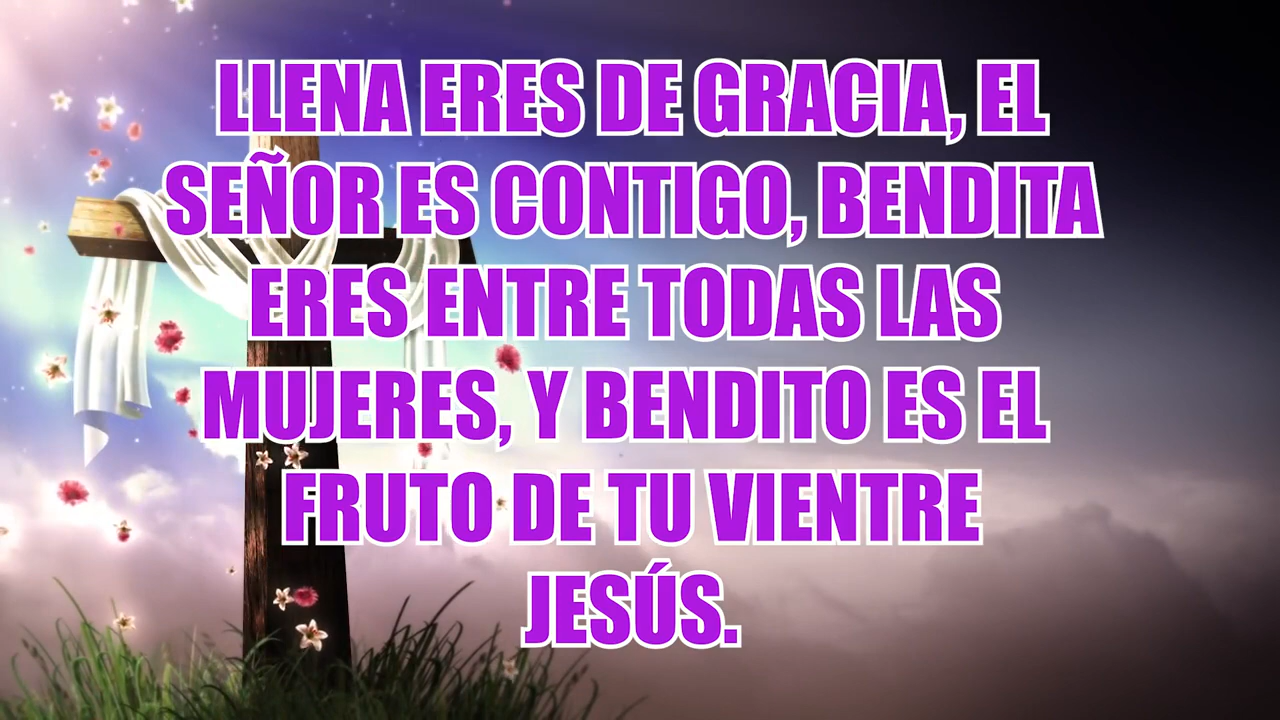 LLENA ERES DE GRACIA, EL
SEÑOR ES CONTIGO, BENDITA
ERES ENTRE TODAS LAS
MUJERES, Y BENDITO ES EL
FRUTO DE TU VIENTRE
JESÚS.